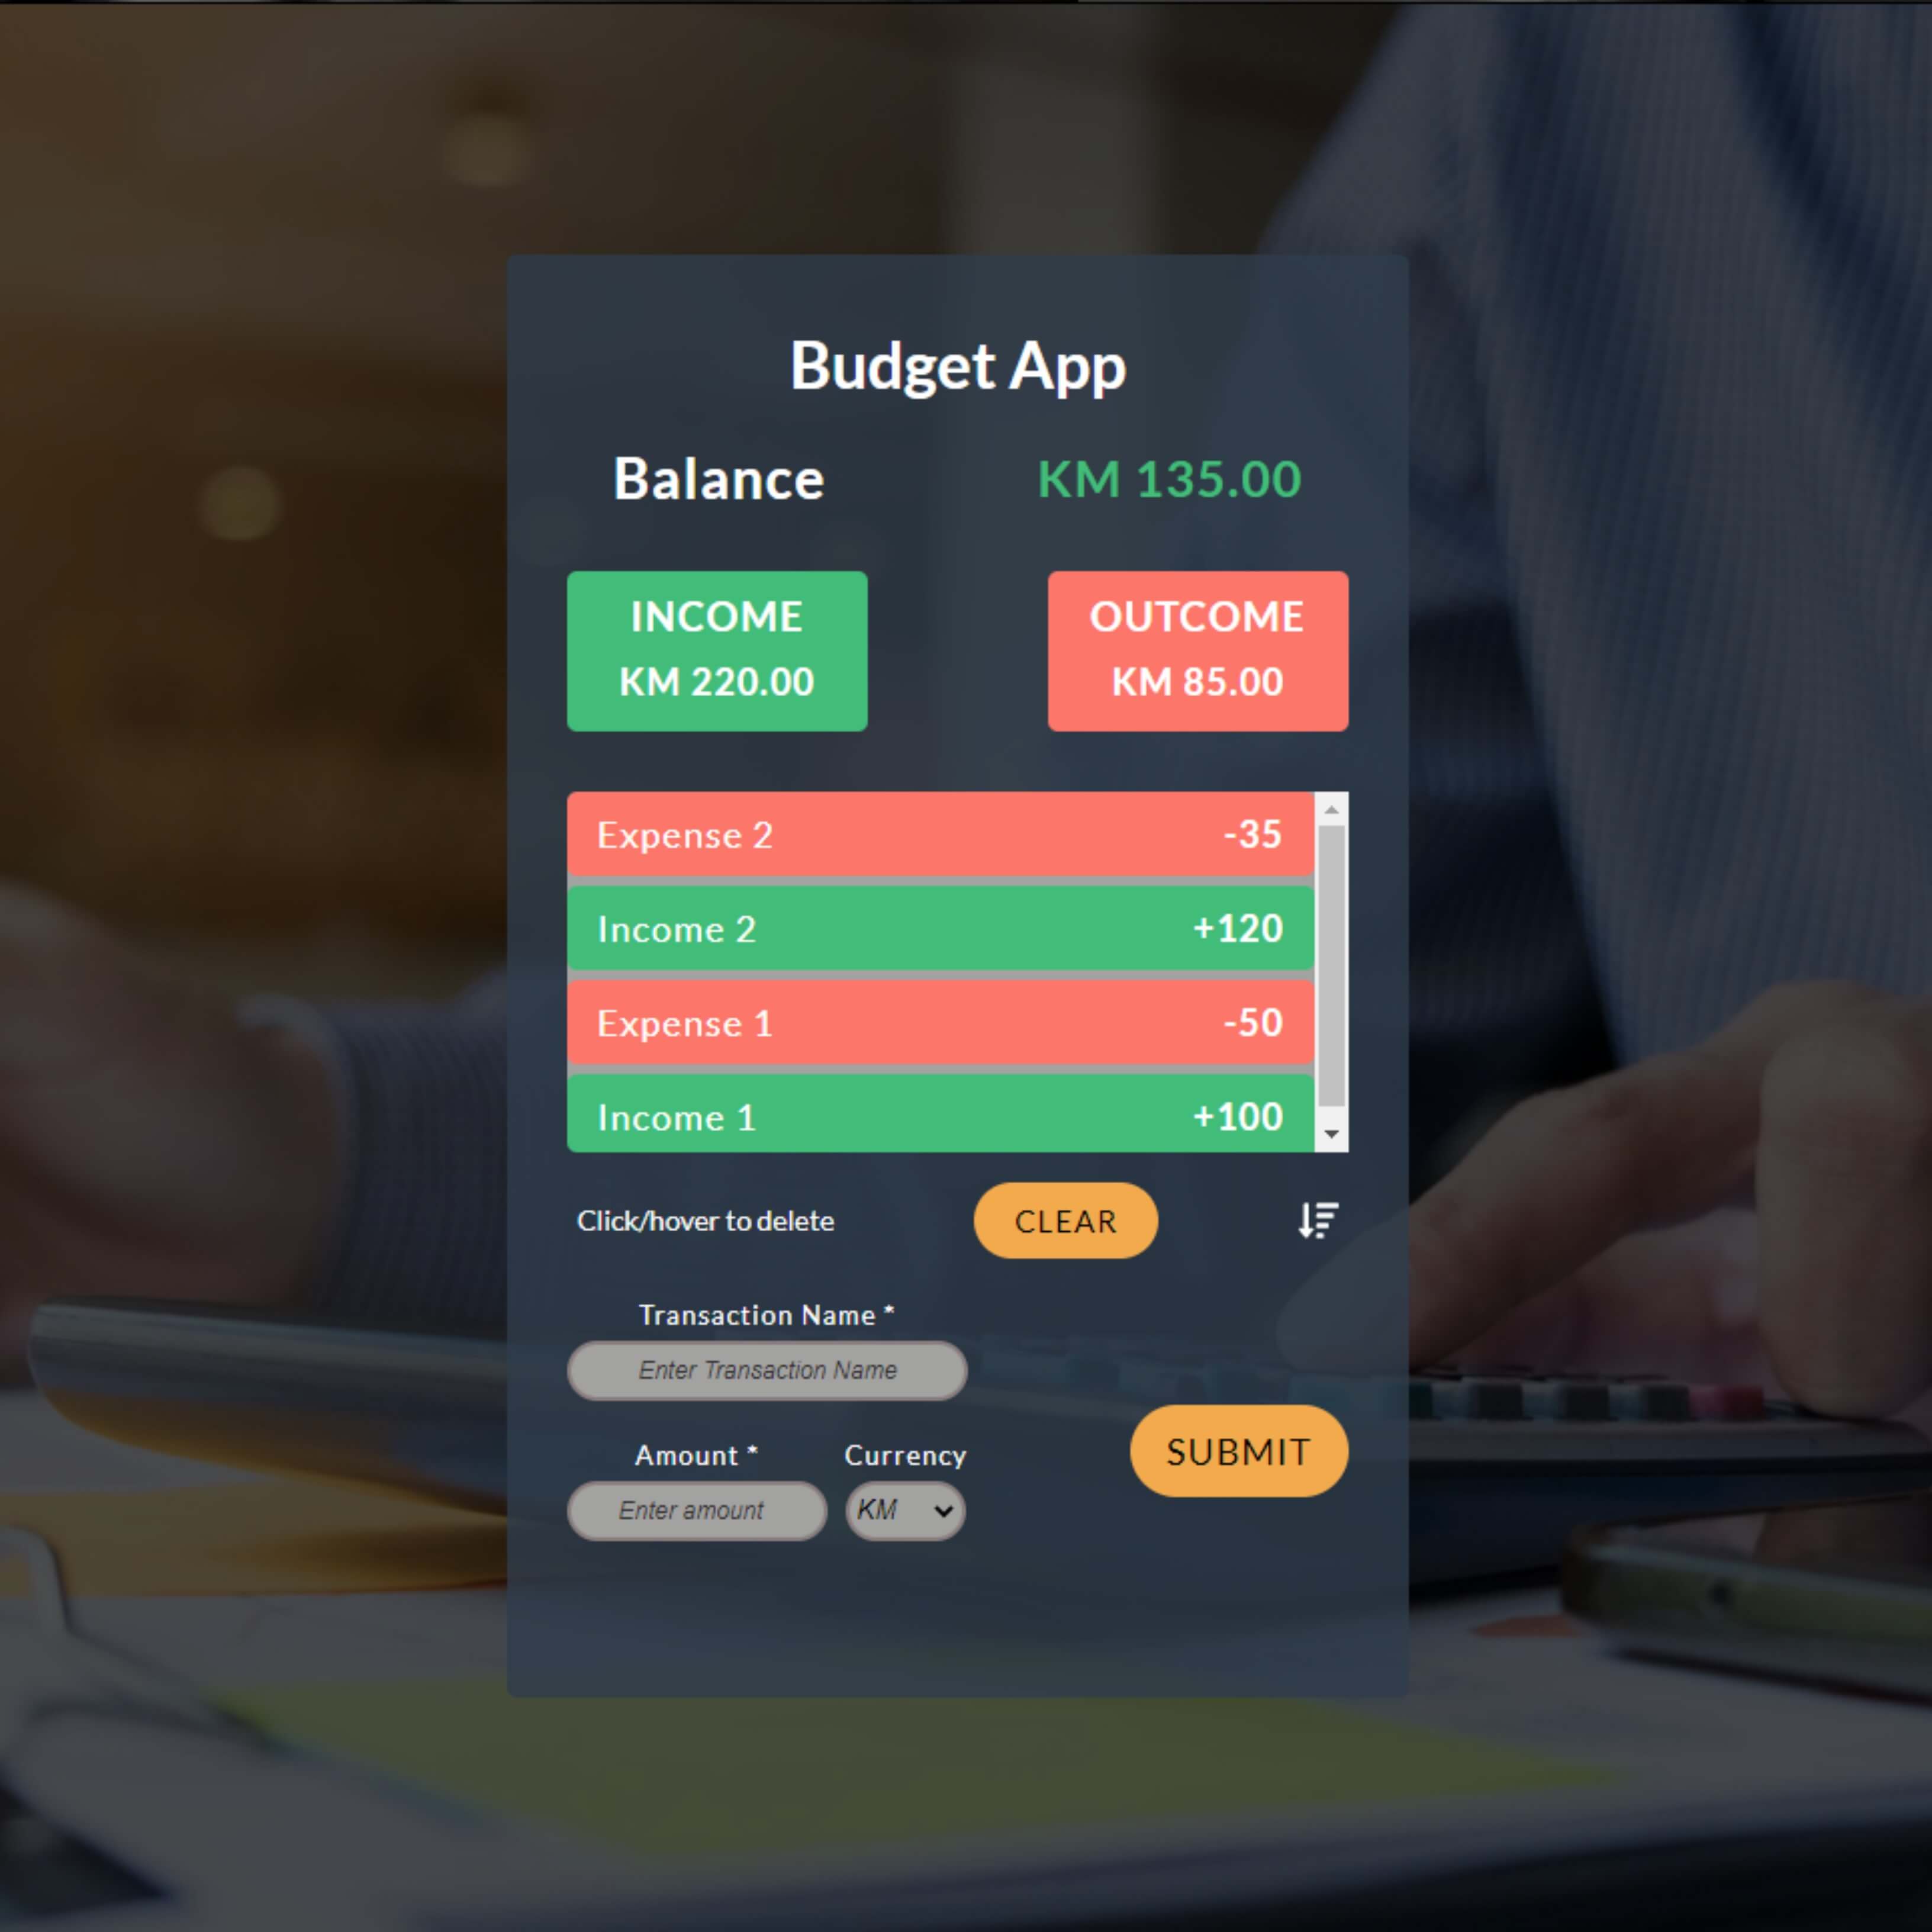 Budget App
Balance KM 135.00
INCOME
KM 220.00
OUTCOME
KM 85.00
Expense 2 -35
Income 2 +120
Expense 1 -50
Income 1 +100
Click/hover to delete CLEAR
Transaction Name *
Enter Transaction Name
Amount * Currency
Enter amount KM
SUBMIT